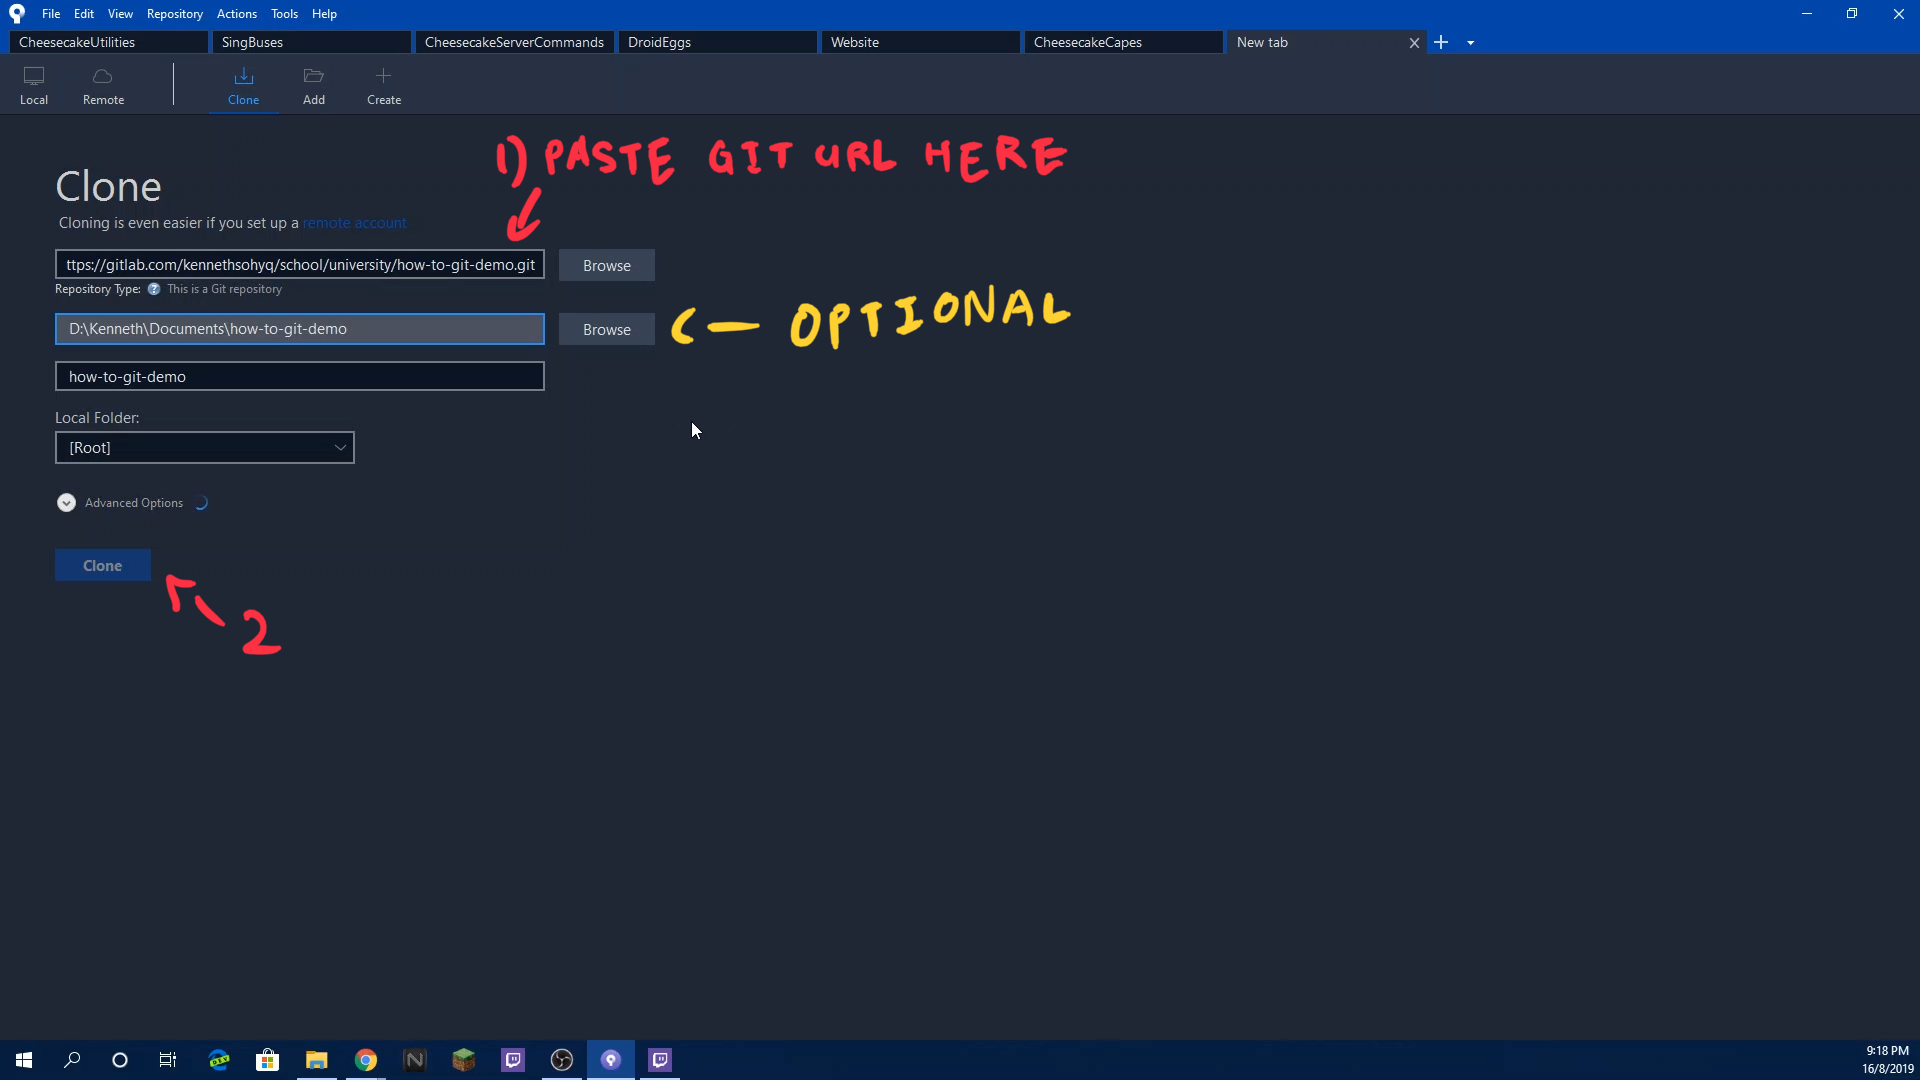 File Edit View Repository Actions Tools Help
CheesecakeUtilities SingBuses CheesecakeServerCommands DroidEggs Website CheesecakeCapes New tab
Local Remote Clone Add Create
1) PASTE GIT URL HERE
Clone
Cloning is even easier if you set up a remote account
ttps://gitlab.com/kennethsohyq/school/university/how-to-git-demo.git Browse
Repository Type: ? This is a Git repository
D:\Kenneth\Documents\how-to-git-demo Browse <— OPTIONAL
how-to-git-demo
Local Folder:
[Root]
Advanced Options
Clone
2
DEV N
9:18 PM
16/8/2019